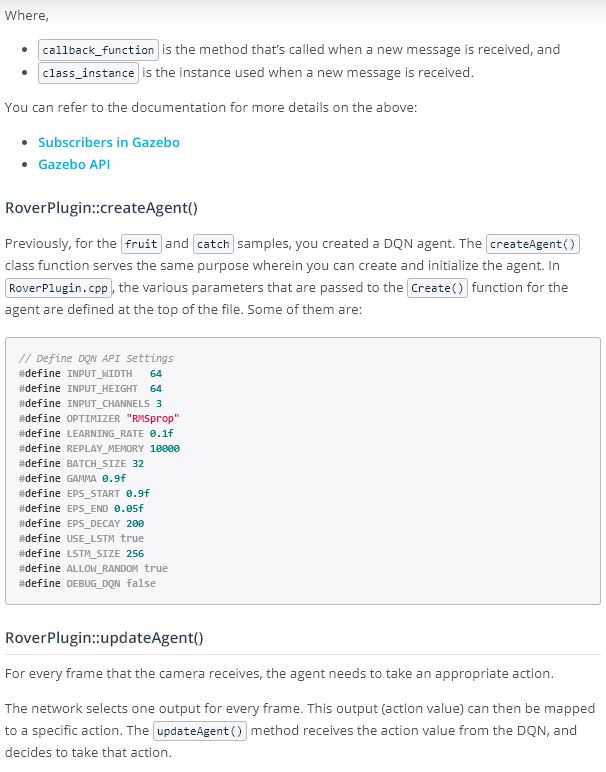 Where,
callback_function is the method that's called when a new message is received, and
class_instance is the instance used when a new message is received.
You can refer to the documentation for more details on the above:
Subscribers in Gazebo
Gazebo API
RoverPlugin::createAgent()
Previously, for the fruit and catch samples, you created a DQN agent. The createAgent()
class function serves the same purpose wherein you can create and initialize the agent. In
RoverPlugin.cpp, the various parameters that are passed to the Create() function for the
agent are defined at the top of the file. Some of them are:
// Define DQN API Settings
#define INPUT_WIDTH   64
#define INPUT_HEIGHT  64
#define INPUT_CHANNELS 3
#define OPTIMIZER "RMSprop"
#define LEARNING_RATE 0.1f
#define REPLAY_MEMORY 10000
#define BATCH_SIZE 32
#define GAMMA 0.9f
#define EPS_START 0.9f
#define EPS_END 0.05f
#define EPS_DECAY 200
#define USE_LSTM true
#define LSTM_SIZE 256
#define ALLOW_RANDOM true
#define DEBUG_DQN false
RoverPlugin::updateAgent()
For every frame that the camera receives, the agent needs to take an appropriate action.
The network selects one output for every frame. This output (action value) can then be mapped
to a specific action. The updateAgent() method receives the action value from the DQN, and
decides to take that action.